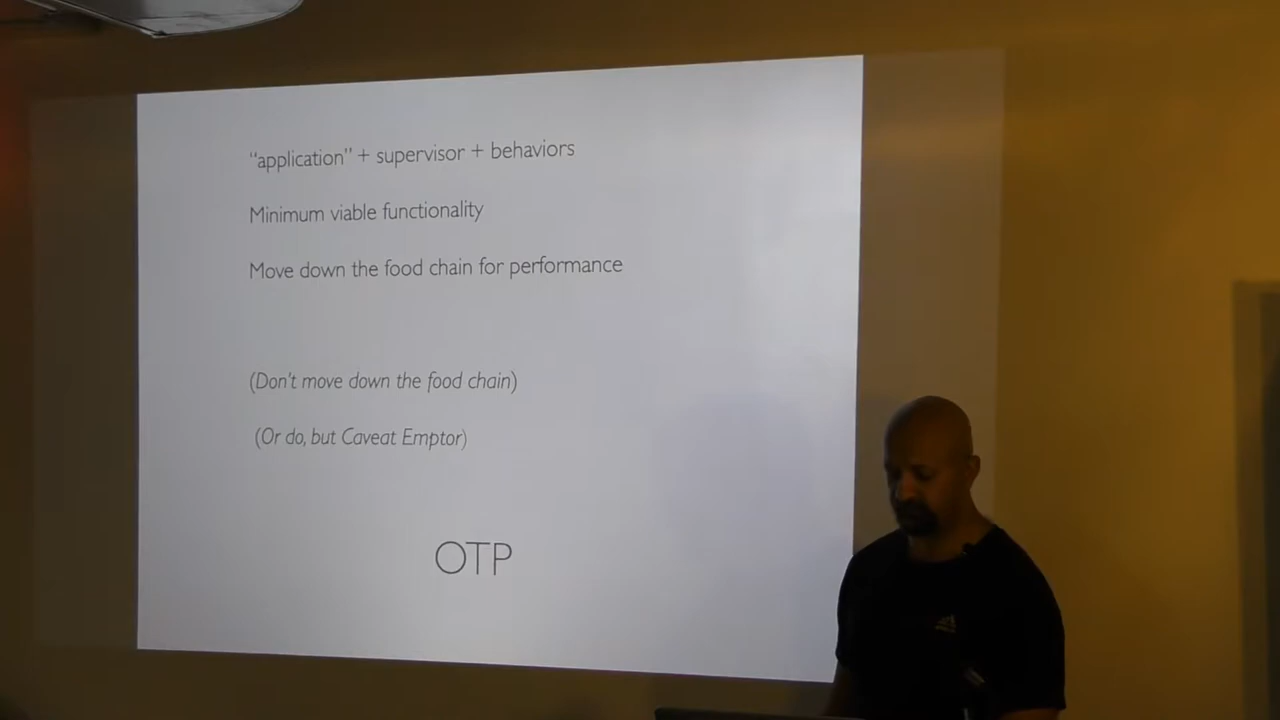 “application” + supervisor + behaviors
Minimum viable functionality
Move down the food chain for performance
(Don't move down the food chain)
(Or do, but Caveat Emptor)
OTP